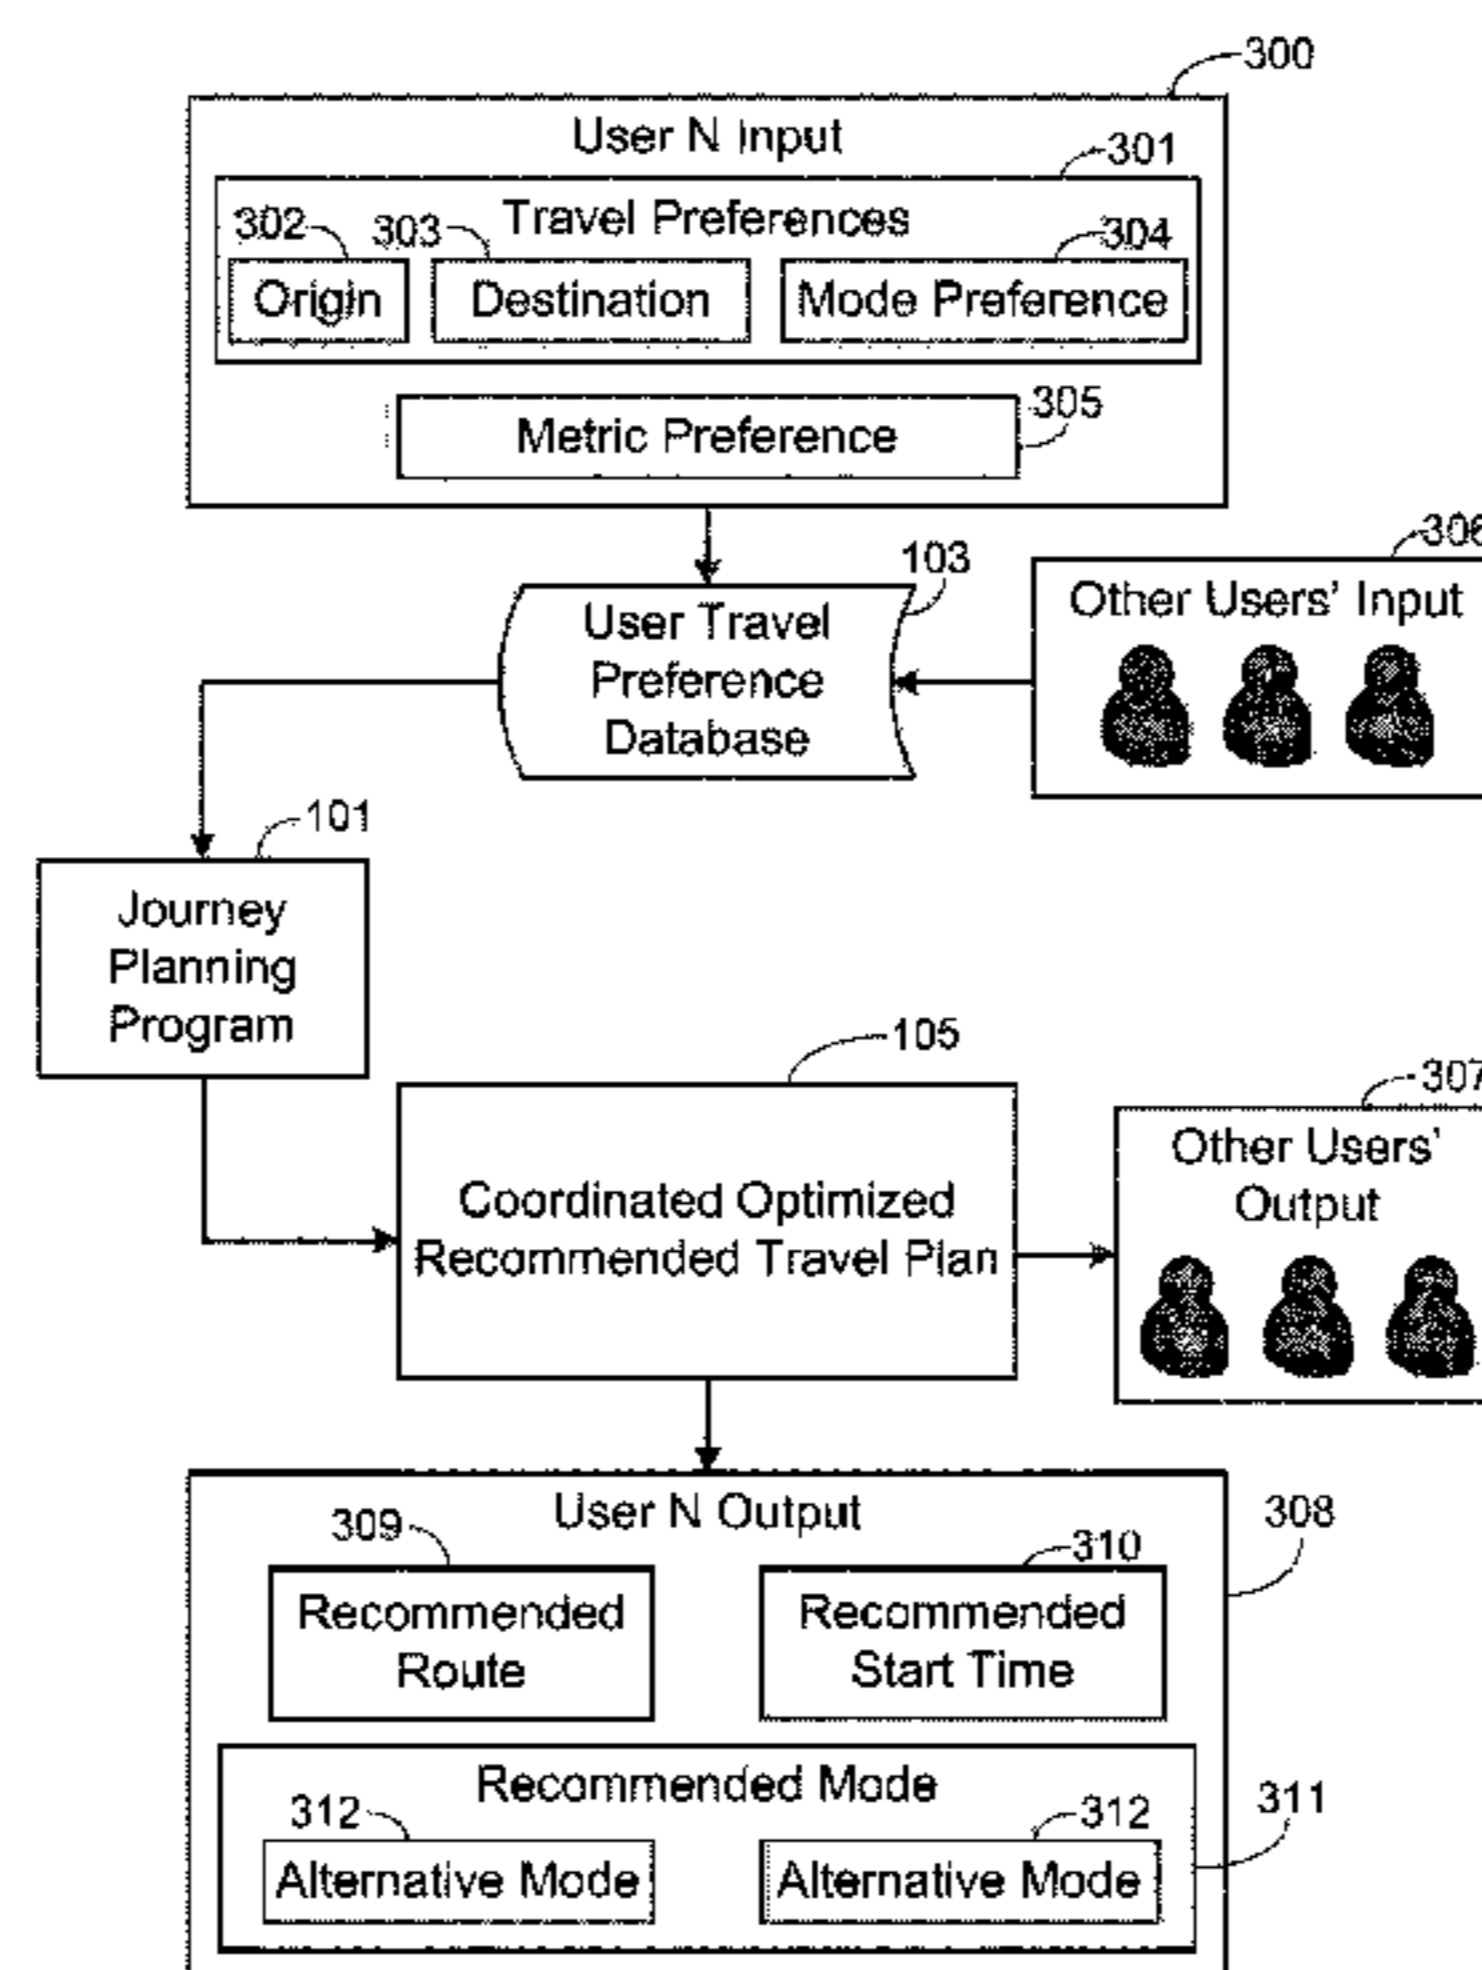 300
User N Input
301
Travel Preferences
302
303
304
Origin
Destination
Mode Preference
305
Metric Preference
306
103
Other Users' Input
User Travel
Preference
Database
101
Journey
Planning
Program
105
307
Other Users'
Output
Coordinated Optimized
Recommended Travel Plan
User N Output
308
309
310
Recommended
Route
Recommended
Start Time
Recommended Mode
311
312
312
Alternative Mode
Alternative Mode